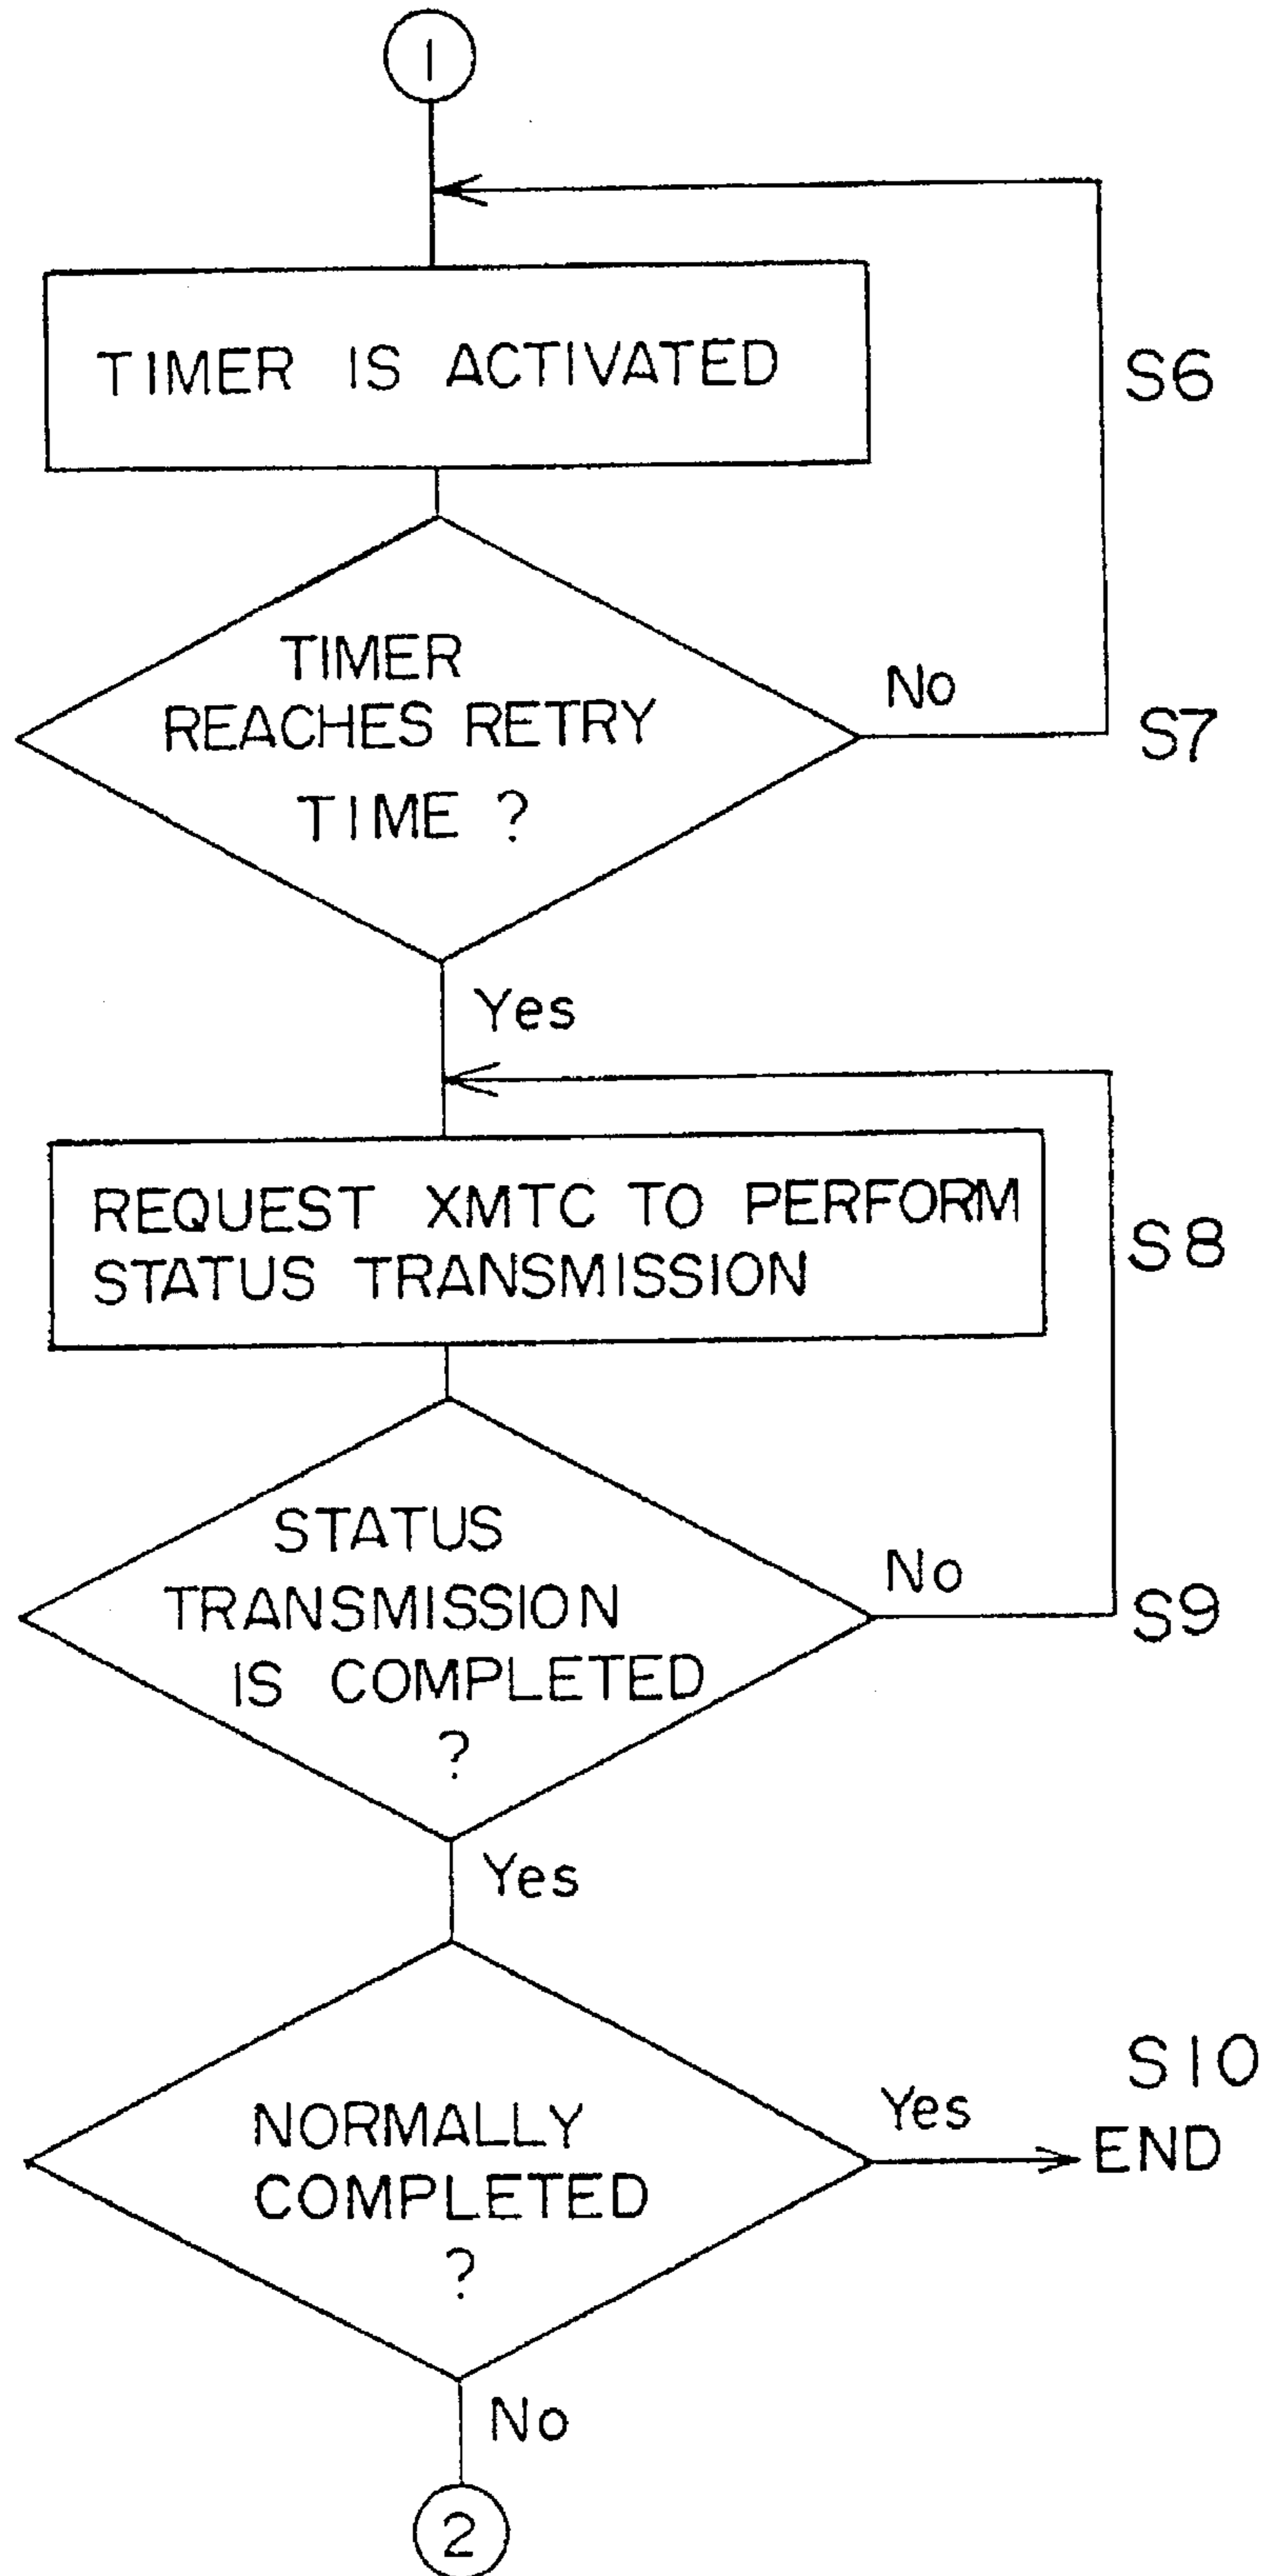 1
TIMER IS ACTIVATED
S6
TIMER
REACHES RETRY
TIME ?
No
S7
Yes
REQUEST XMTC TO PERFORM
STATUS TRANSMISSION
S8
STATUS
TRANSMISSION
IS COMPLETED
?
No
S9
Yes
NORMALLY
COMPLETED
?
Yes
S10
END
No
2